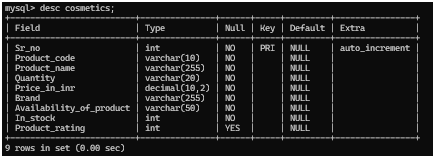 mysql> desc cosmetics;
+-------------------------+---------------+------+-----+---------+----------------+
| Field | Type | Null | Key | Default | Extra |
+-------------------------+---------------+------+-----+---------+----------------+
| Sr_no | int | NO | PRI | NULL | auto_increment |
| Product_code | varchar(10) | NO | | NULL | |
| Product_name | varchar(255) | NO | | NULL | |
| Quantity | varchar(20) | NO | | NULL | |
| Price_in_inr | decimal(10,2) | NO | | NULL | |
| Brand | varchar(255) | NO | | NULL | |
| Availability_of_product | varchar(50) | NO | | NULL | |
| In_stock | int | NO | | NULL | |
| Product_rating | int | YES | | NULL | |
+-------------------------+---------------+------+-----+---------+----------------+
9 rows in set (0.00 sec)